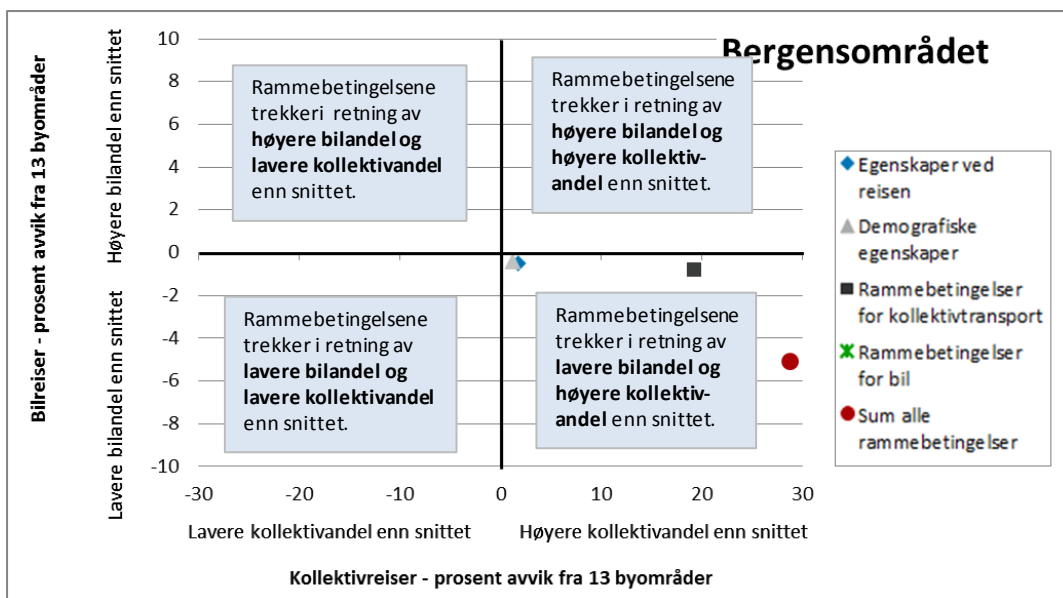 Bergensområdet
Bilreiser - prosent avvik fra 13 byområder
Høyere bilandel enn snittet
Lavere bilandel enn snittet
10
8
6
4
2
0
-2
-4
-6
-8
-10
Rammebetingelsene
trekkeri retning av
høyere bilandel og
lavere kollektivandel
enn snittet.
Rammebetingelsene
trekker i retning av
høyere bilandel og
høyere kollektiv-
andel enn snittet.
Rammebetingelsene
trekker i retning av
lavere bilandel og
lavere kollektivandel
enn snittet.
Rammebetingelsene
trekker i retning av
lavere bilandel og
høyere kollektiv-
andel enn snittet.
-30 -20 -10 0 10 20 30
Lavere kollektivandel enn snittet Høyere kollektivandel enn snittet
Kollektivreiser - prosent avvik fra 13 byområder
Egenskaper ved
reisen
Demografiske
egenskaper
Rammebetingelser
for kollektivtransport
Rammebetingelser
for bil
Sum alle
rammebetingelser